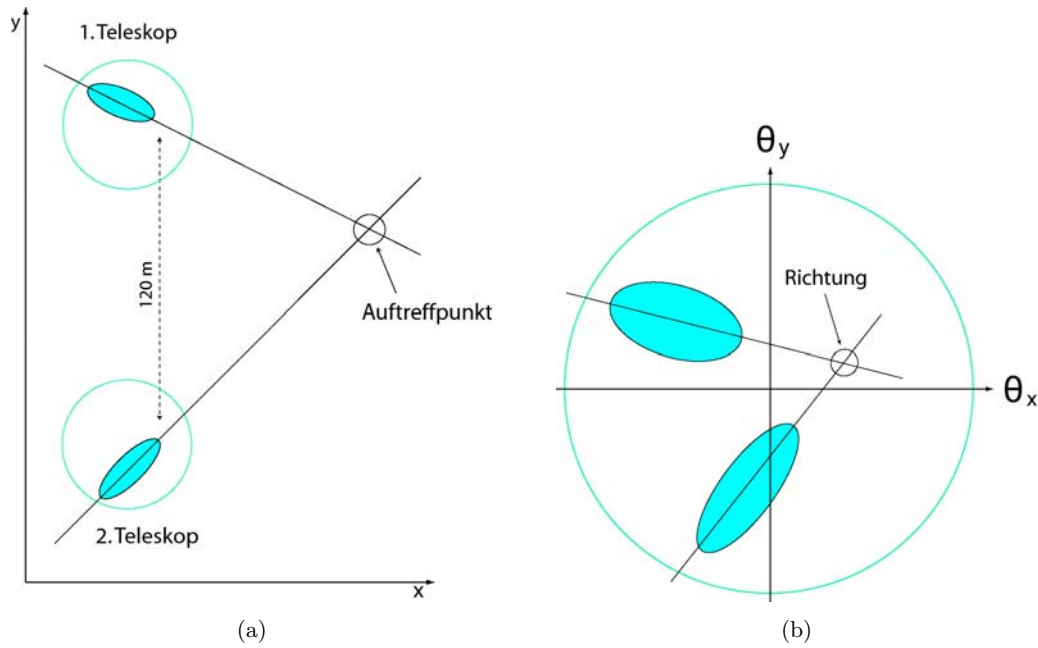 y
1.Teleskop
120 m
Auftreffpunkt
2.Teleskop
x
(a)
θy
Richtung
θx
(b)